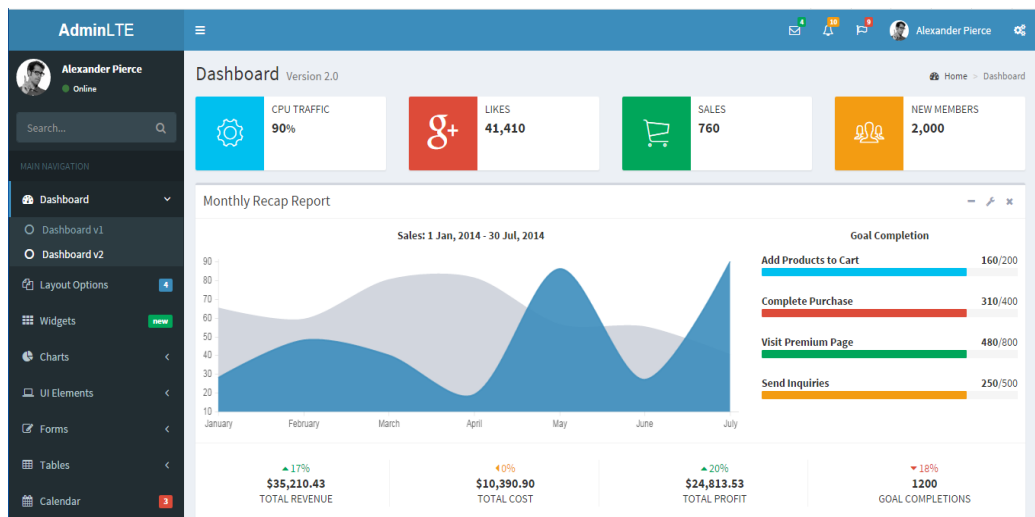 AdminLTE
4
10
9
Alexander Pierce
Alexander Pierce
Online
Search...
MAIN NAVIGATION
Dashboard
Dashboard v1
Dashboard v2
Layout Options 4
Widgets new
Charts
UI Elements
Forms
Tables
Calendar 3
Dashboard Version 2.0
Home > Dashboard
CPU TRAFFIC
90%
g+
LIKES
41,410
SALES
760
NEW MEMBERS
2,000
Monthly Recap Report
Sales: 1 Jan, 2014 - 30 Jul, 2014
90
80
70
60
50
40
30
20
10
January February March April May June July
Goal Completion
Add Products to Cart 160/200
Complete Purchase 310/400
Visit Premium Page 480/800
Send Inquiries 250/500
17%
$35,210.43
TOTAL REVENUE
0%
$10,390.90
TOTAL COST
20%
$24,813.53
TOTAL PROFIT
18%
1200
GOAL COMPLETIONS